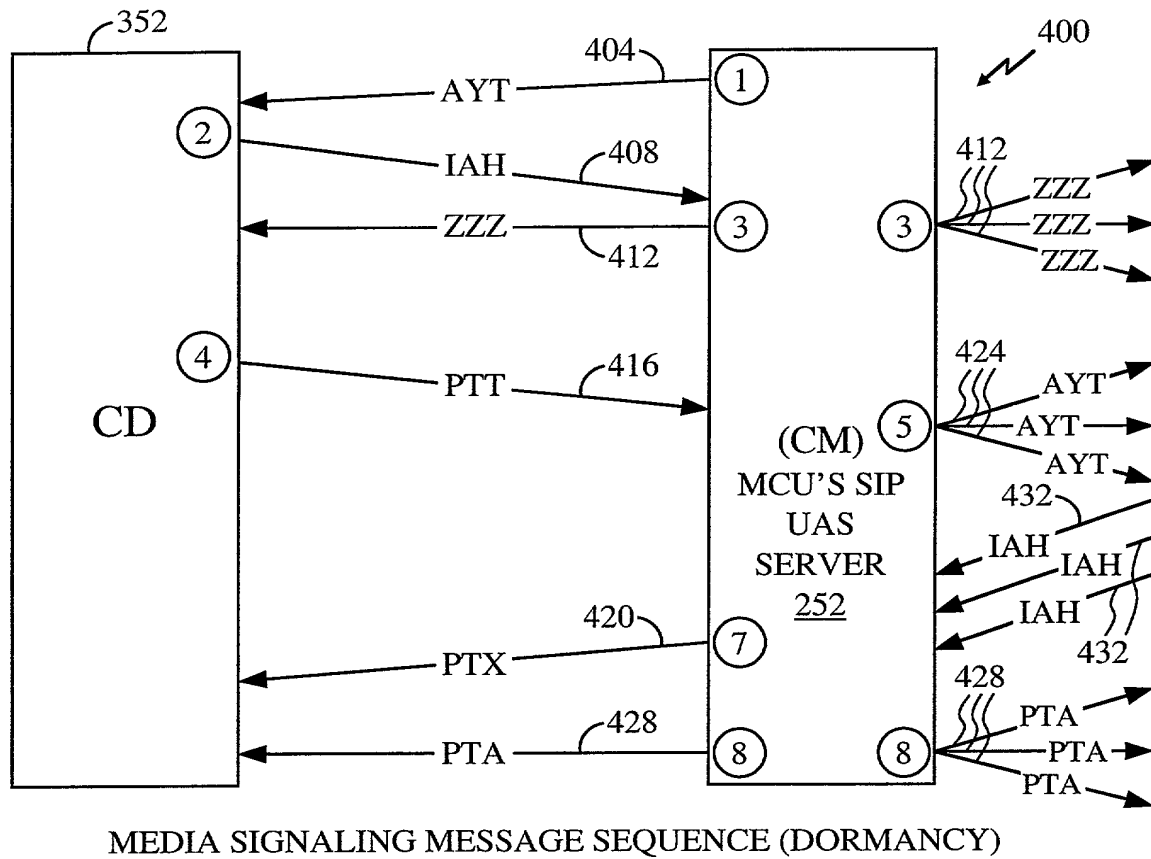 352
404
400
1
AYT
2
408
412
IAH
ZZZ
3
ZZZ
3
ZZZ
412
ZZZ
4
416
424
PTT
AYT
CD
5
AYT
(CM)
AYT
MCU'S SIP
UAS
SERVER
252
432
IAH
IAH
IAH
432
420
7
PTX
428
428
PTA
PTA
8
8
PTA
PTA
MEDIA SIGNALING MESSAGE SEQUENCE (DORMANCY)